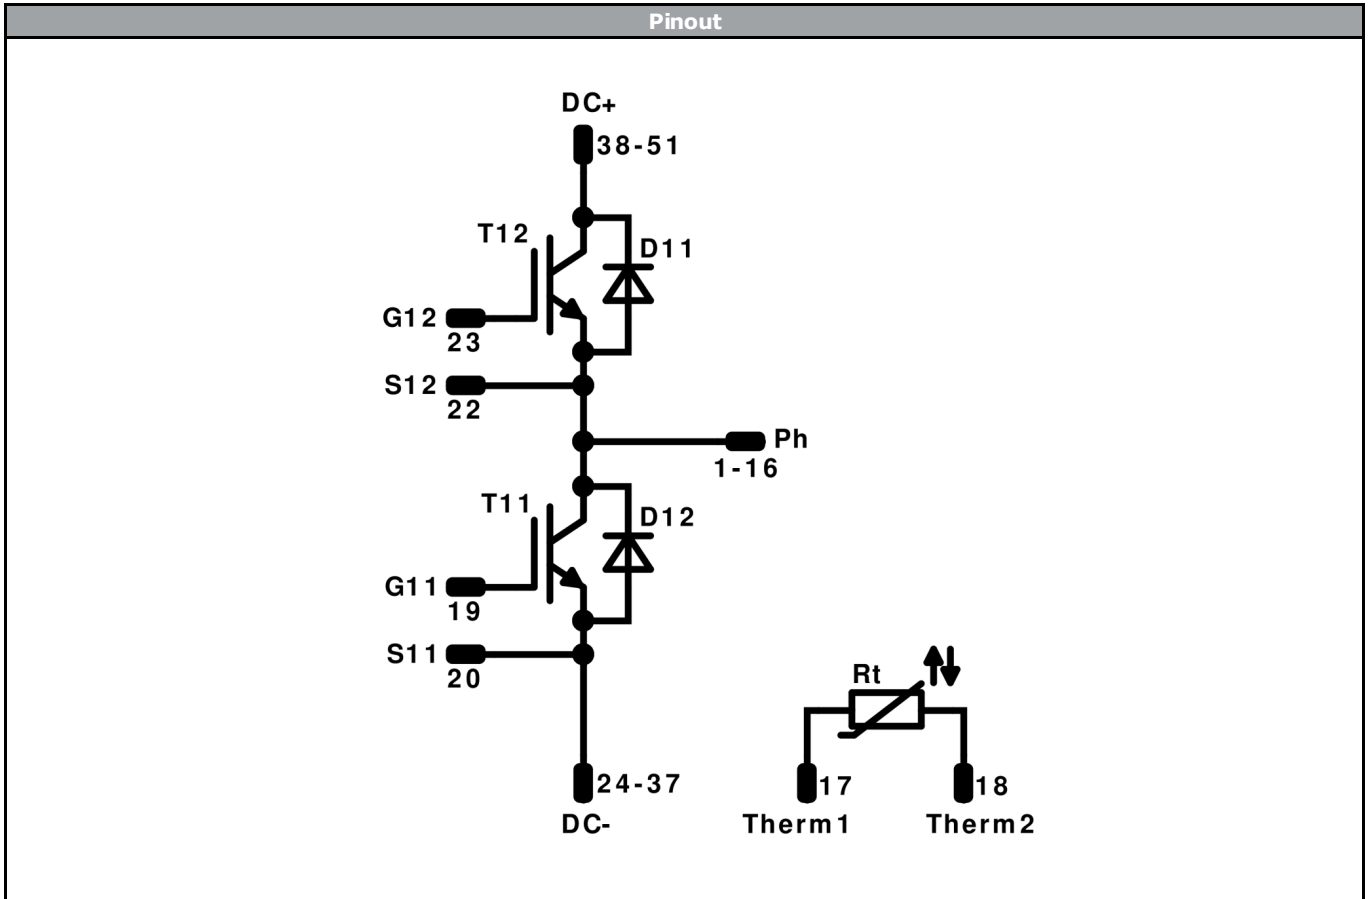 Pinout
DC+
38-51
T12
D11
G12
23
S12
22
Ph
1-16
T11
D12
G11
19
S11
20
Rt
24-37
17
18
DC-
Therm1
Therm2